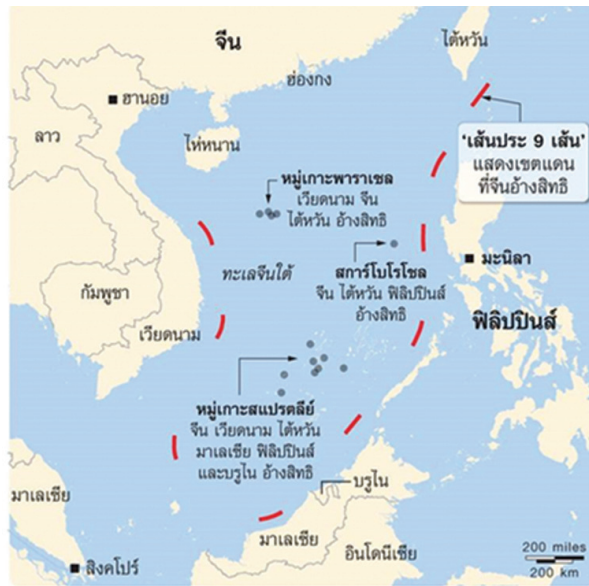 จีน
ไต้หวัน
ฮ่องกง
ฮานอย
ลาว
ไห่หนาน
'เส้นประ 9 เส้น'
แสดงเขตแดน
ที่จีนอ้างสิทธิ
หมู่เกาะพาราเซล
เวียดนาม จีน
ไต้หวัน อ้างสิทธิ
ทะเลจีนใต้
สการ์โบโรโชล
จีน ไต้หวัน ฟิลิปปินส์
อ้างสิทธิ
มะนิลา
กัมพูชา
เวียดนาม
ฟิลิปปินส์
หมู่เกาะสแปรตลีย์
จีน เวียดนาม ไต้หวัน
มาเลเซีย ฟิลิปปินส์
และบรูไน อ้างสิทธิ
มาเลเซีย
บรูไน
มาเลเซีย
อินโดนีเซีย
สิงคโปร์
200 miles
200 km